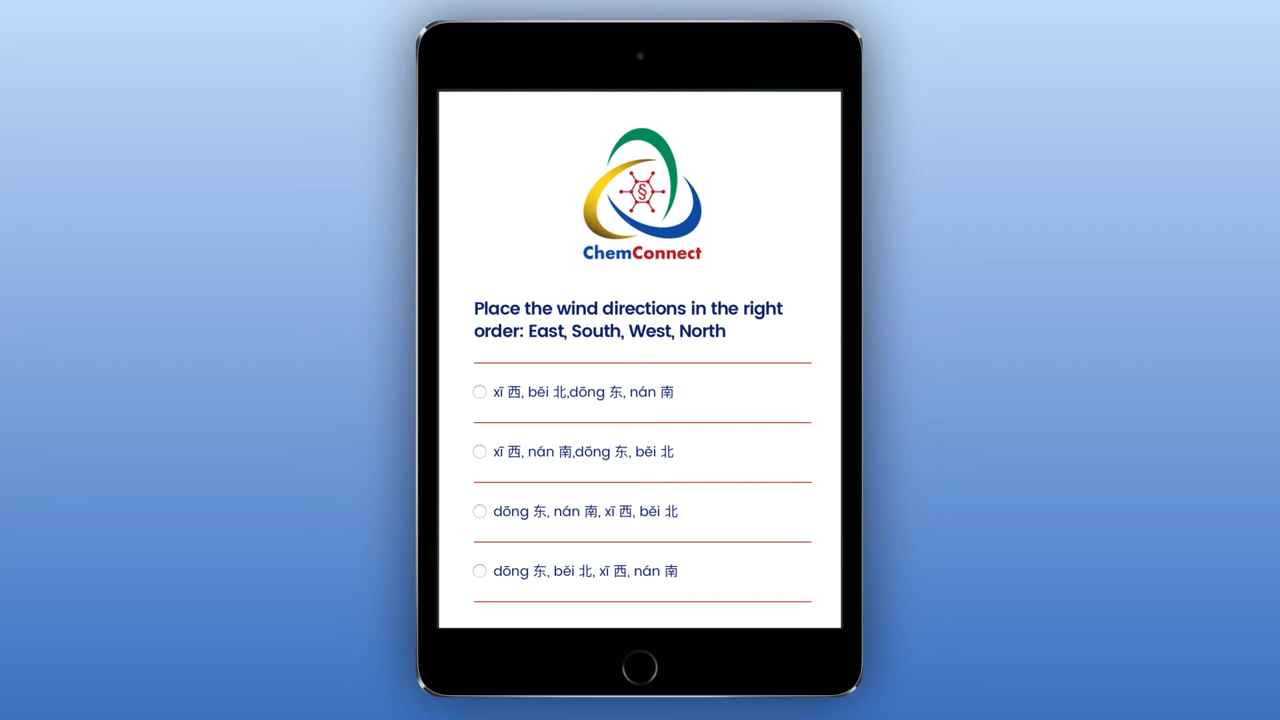 §
ChemConnect
Place the wind directions in the right
order: East, South, West, North
xī 西, běi 北,dōng 东, nán 南
xī 西, nán 南,dōng 东, běi 北
dōng 东, nán 南, xī 西, běi 北
dōng 东, běi 北, xī 西, nán 南